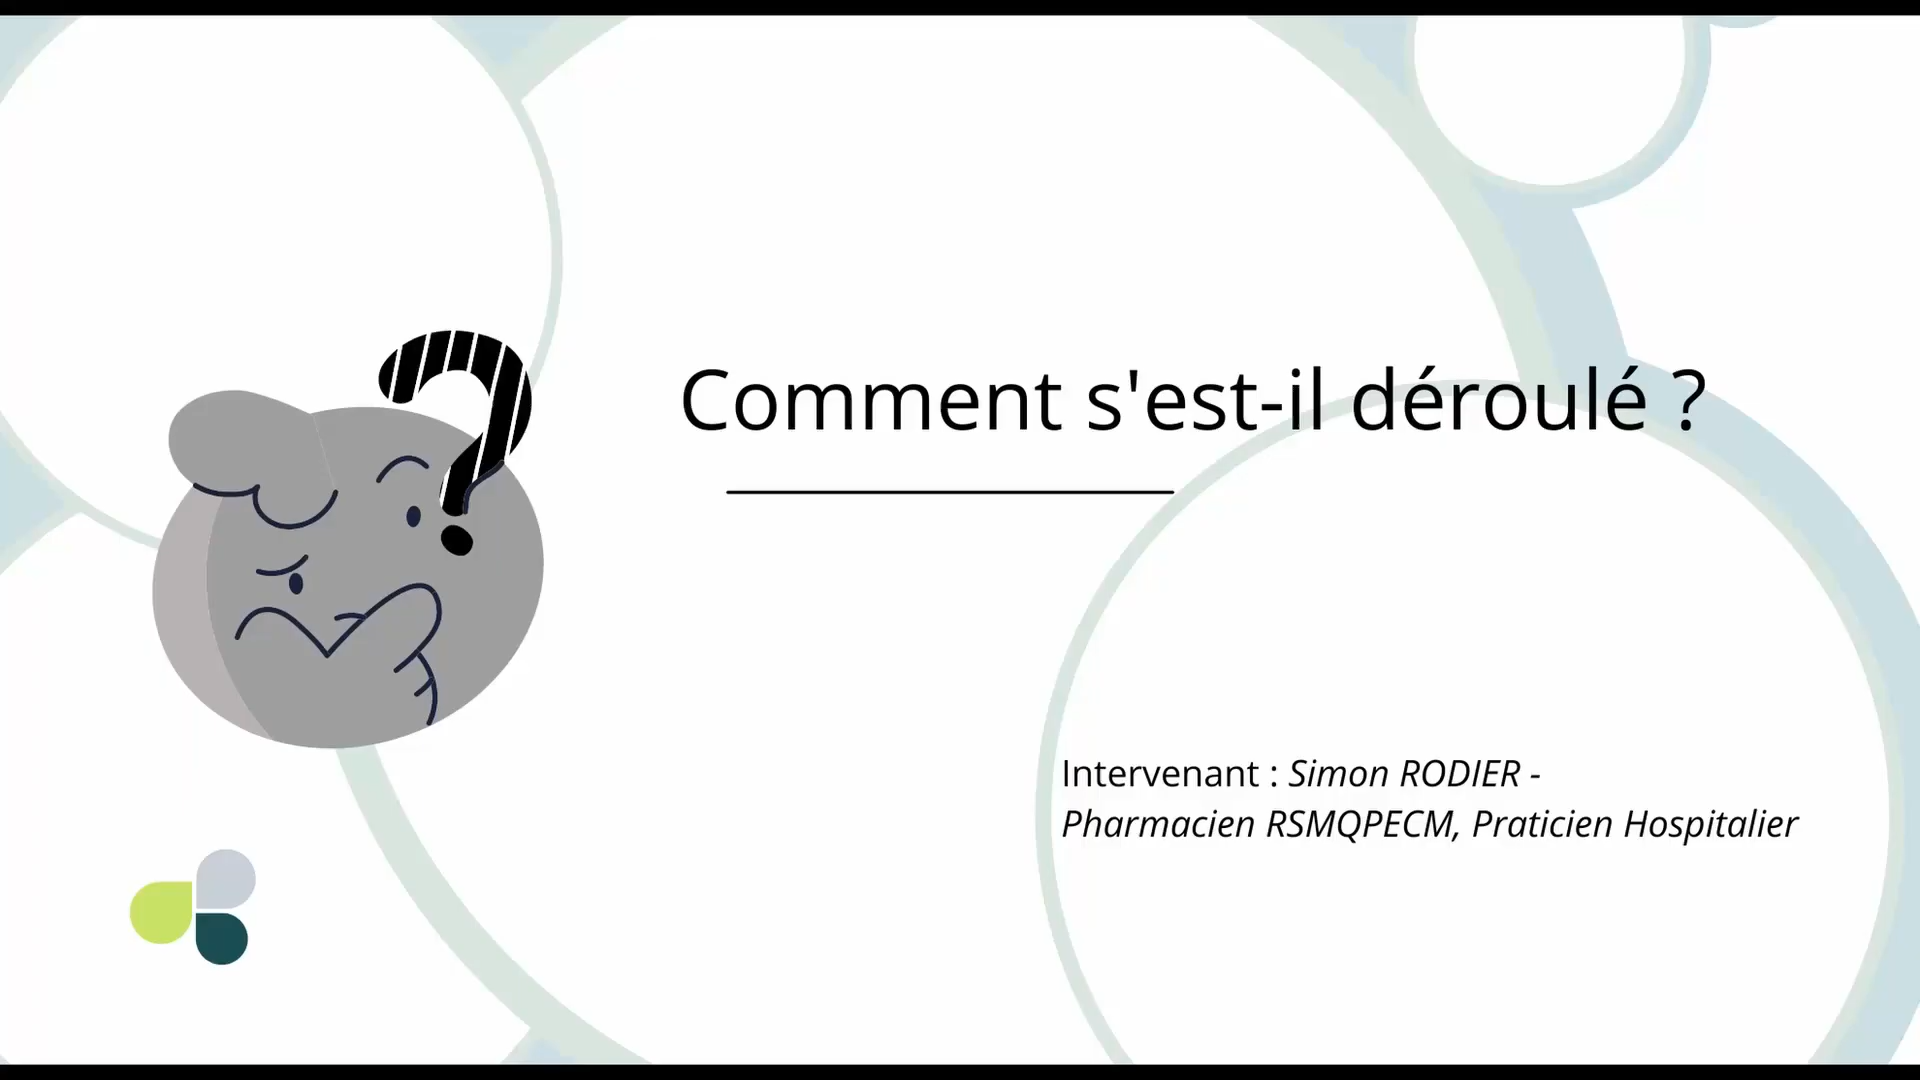 Comment s'est-il déroulé ?
Intervenant : Simon RODIER -
Pharmacien RSMQPECM, Praticien Hospitalier